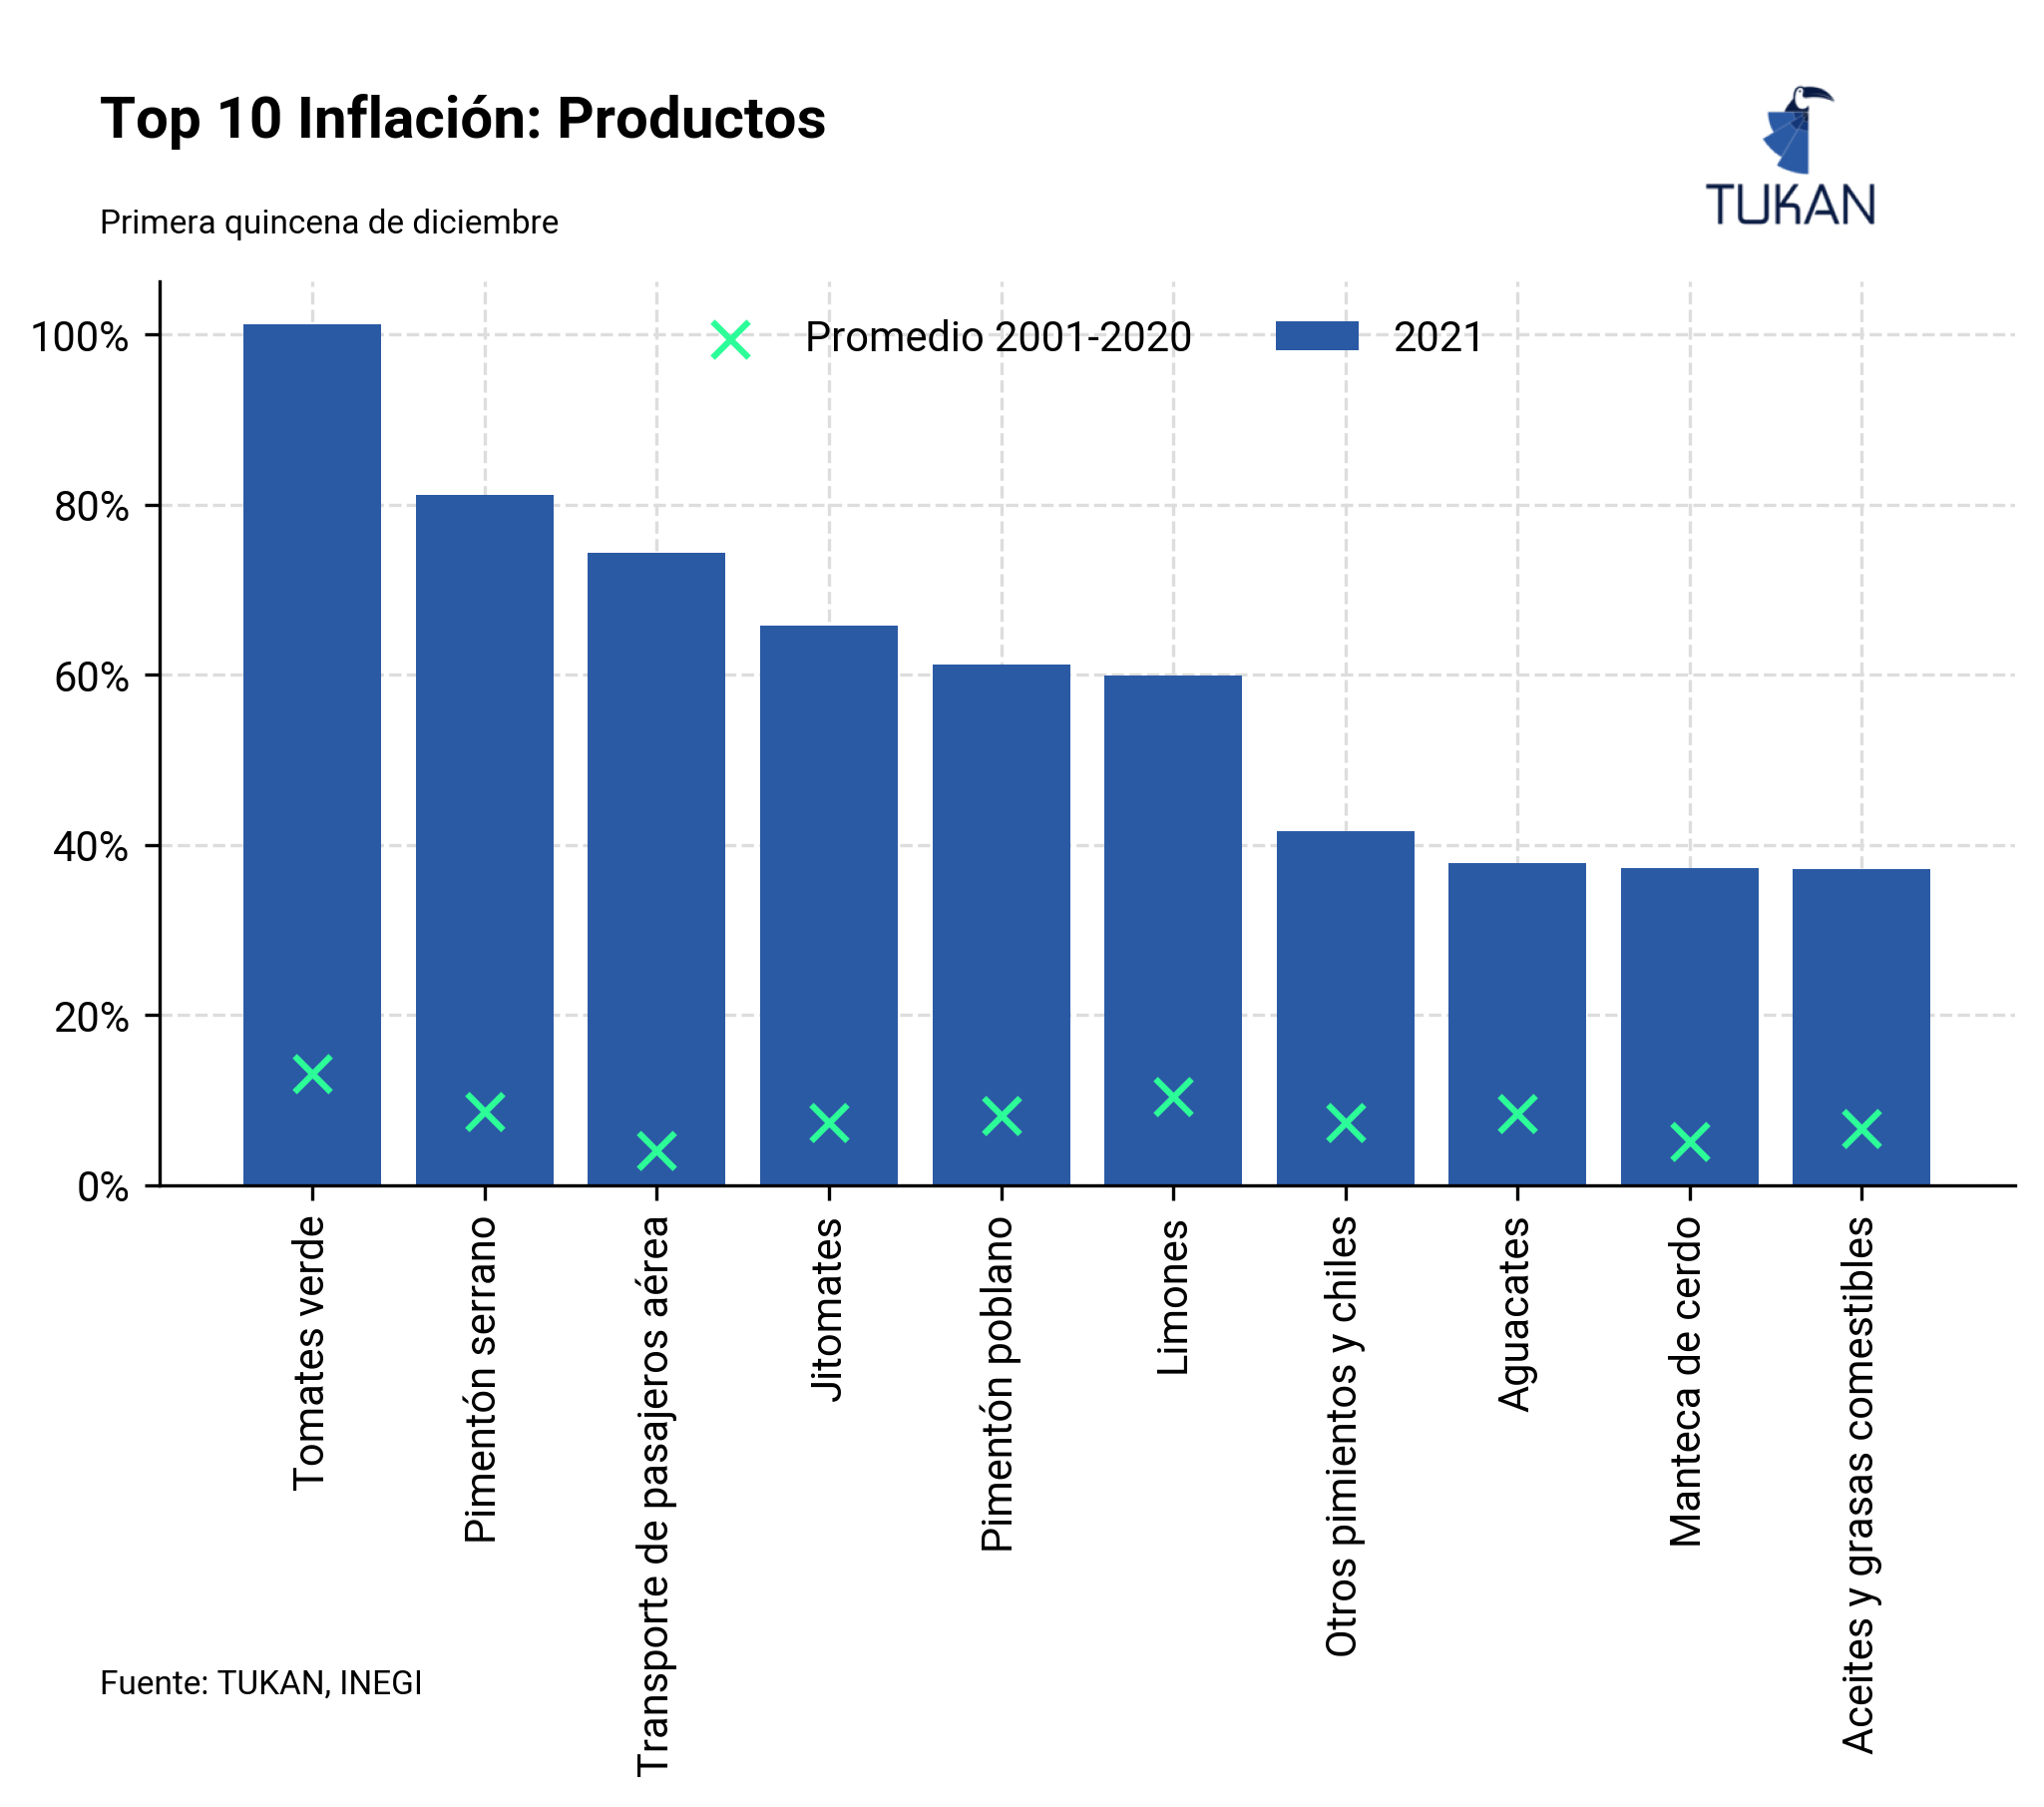 Top 10 Inflación: Productos
TUKAN
Primera quincena de diciembre
Promedio 2001-2020
2021
100%
80%
60%
40%
20%
0%
Tomates verde
Pimentón serrano
Transporte de pasajeros aérea
Jitomates
Pimentón poblano
Limones
Otros pimientos y chiles
Aguacates
Manteca de cerdo
Aceites y grasas comestibles
Fuente: TUKAN, INEGI